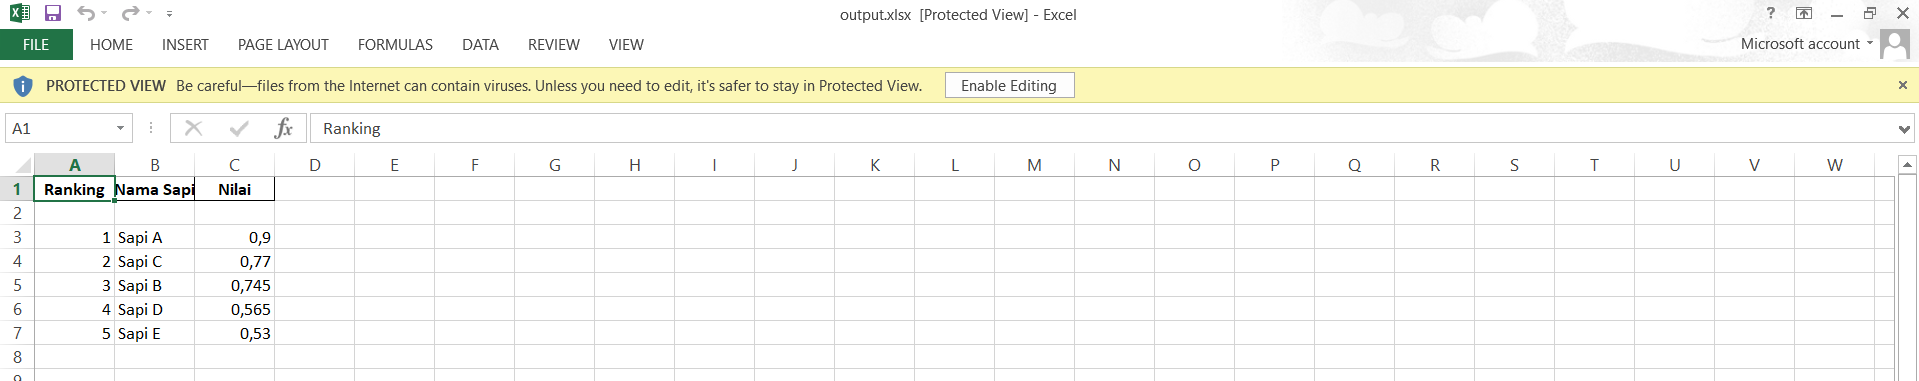 output.xlsx [Protected View] - Excel
?
FILE HOME INSERT PAGE LAYOUT FORMULAS DATA REVIEW VIEW Microsoft account
PROTECTED VIEW Be careful—files from the Internet can contain viruses. Unless you need to edit, it's safer to stay in Protected View. Enable Editing
A1 fx Ranking
A B C D E F G H I J K L M N O P Q R S T U V W
1 Ranking Nama Sapi Nilai
2
3 1 Sapi A 0,9
4 2 Sapi C 0,77
5 3 Sapi B 0,745
6 4 Sapi D 0,565
7 5 Sapi E 0,53
8
9